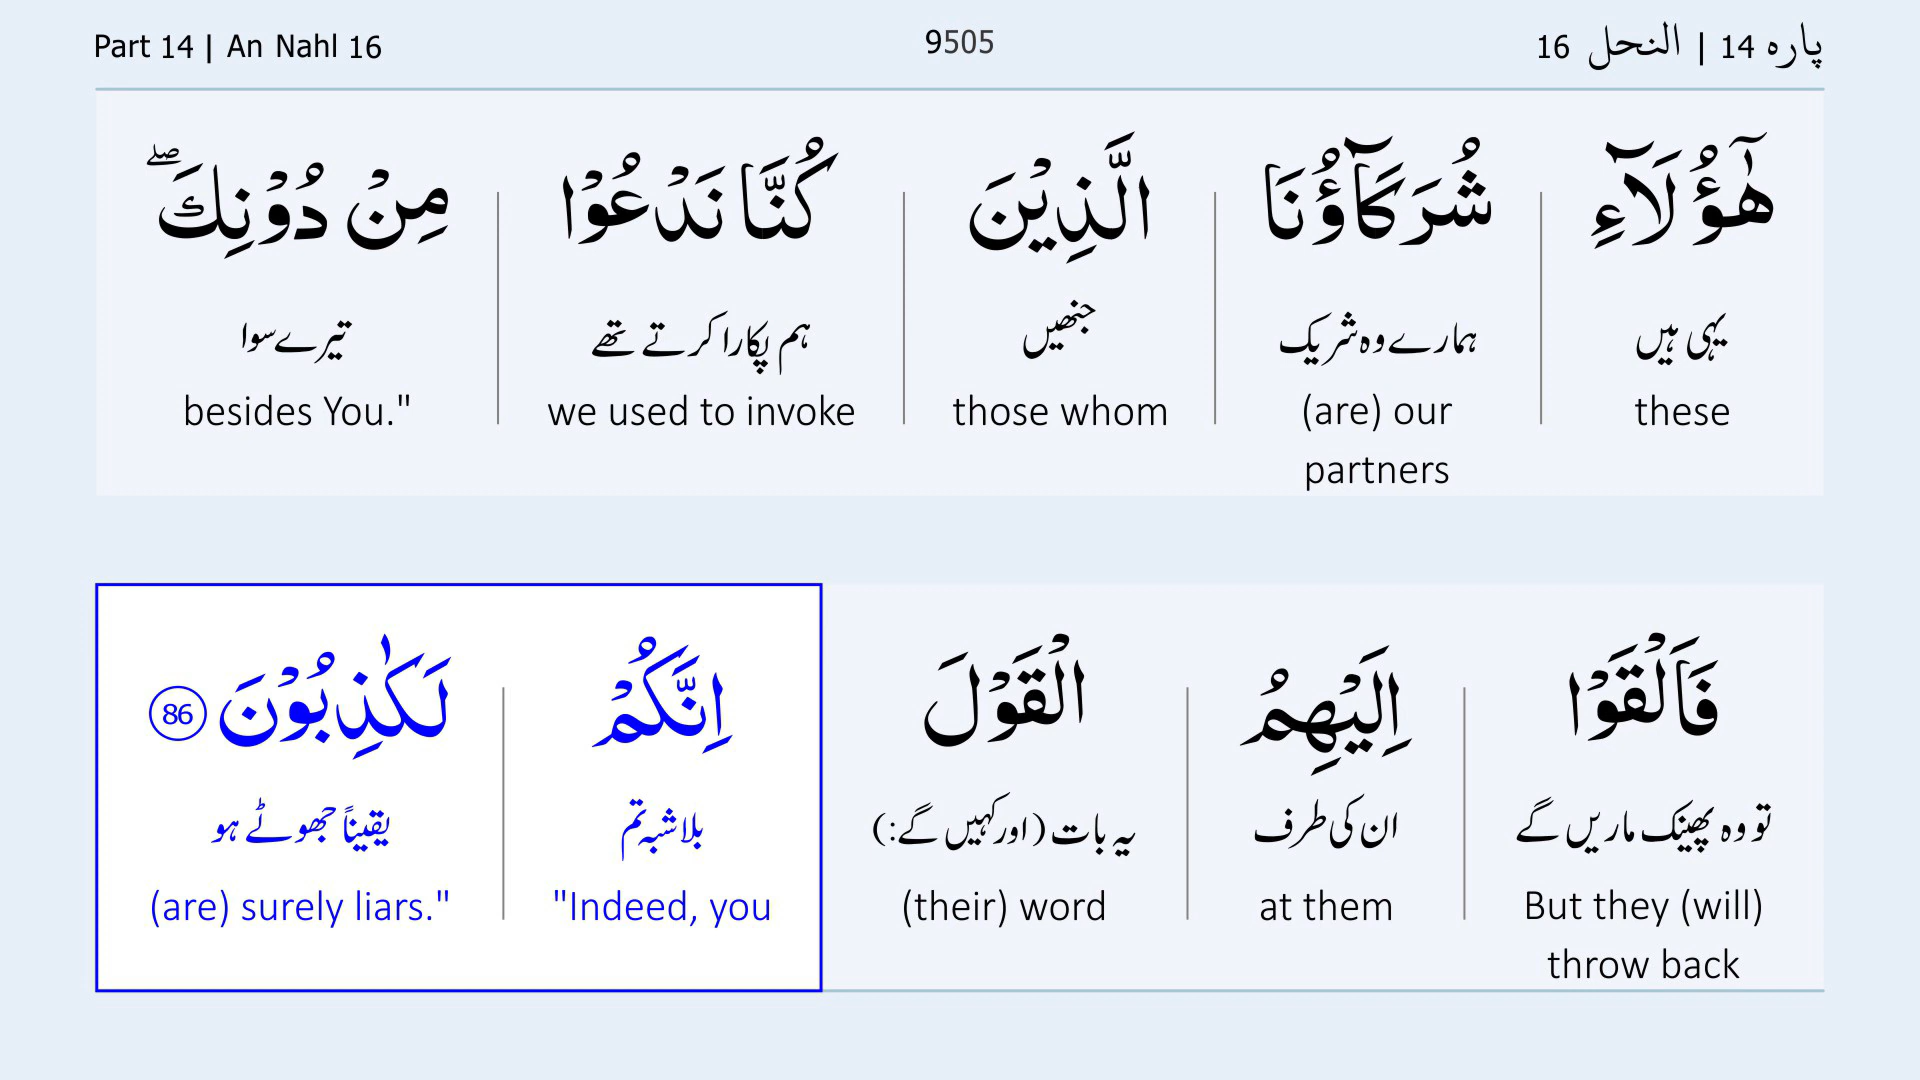 Part 14 | An Nahl 16
9505
پارہ 14 | النحل 16
هٰٓؤُلَآءِ شُرَكَآؤُنَا الَّذِيْنَ كُنَّا نَدْعُوْا مِنْ دُوْنِكَ ۖ
یہی ہیں ہمارے وہ شریک جنھیں ہم پکارا کرتے تھے تیرے سوا
these (are) our those whom we used to invoke besides You."
partners
فَاَلْقَوْا اِلَيْهِمُ الْقَوْلَ اِنَّكُمْ لَكٰذِبُوْنَ 86
تو وہ پھینک ماریں گے ان کی طرف یہ بات (اور کہیں گے:) بلاشبہ تم یقیناً جھوٹے ہو
But they (will) at them (their) word "Indeed, you (are) surely liars."
throw back